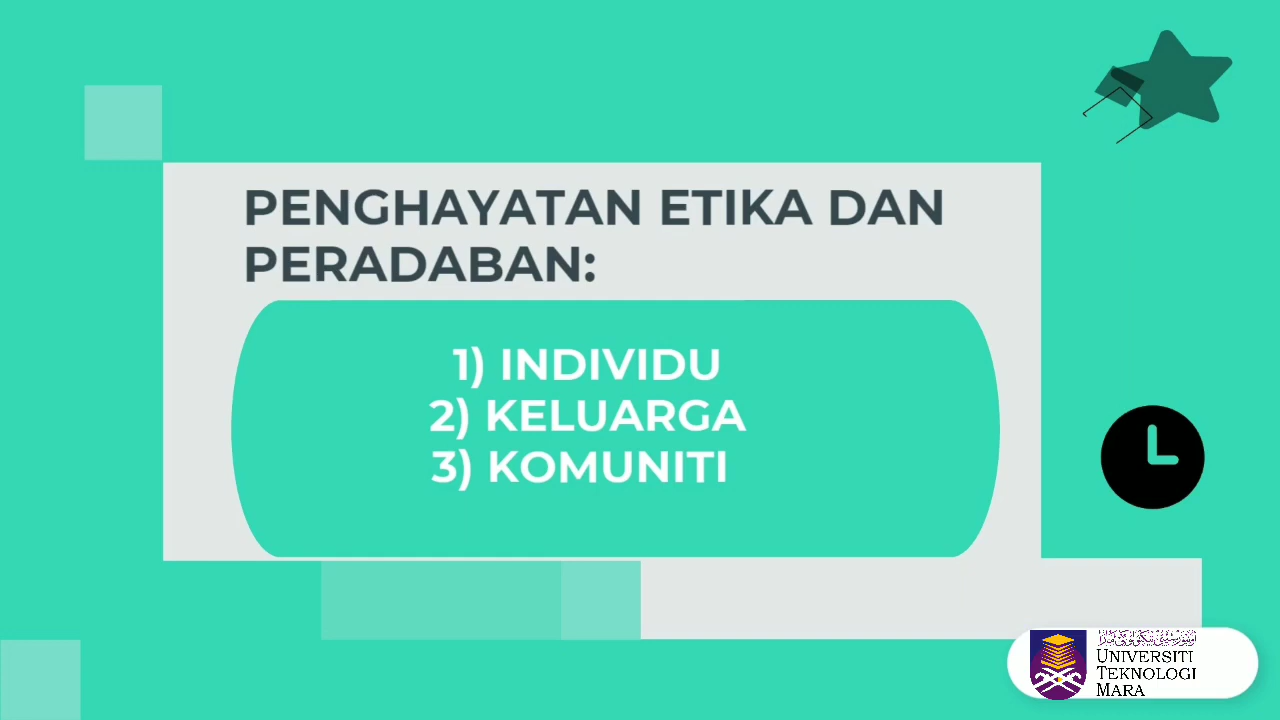 PENGHAYATAN ETIKA DAN
PERADABAN:
1) INDIVIDU
2) KELUARGA
3) KOMUNITI
UNIVERSITI
TEKNOLOGI
MARA